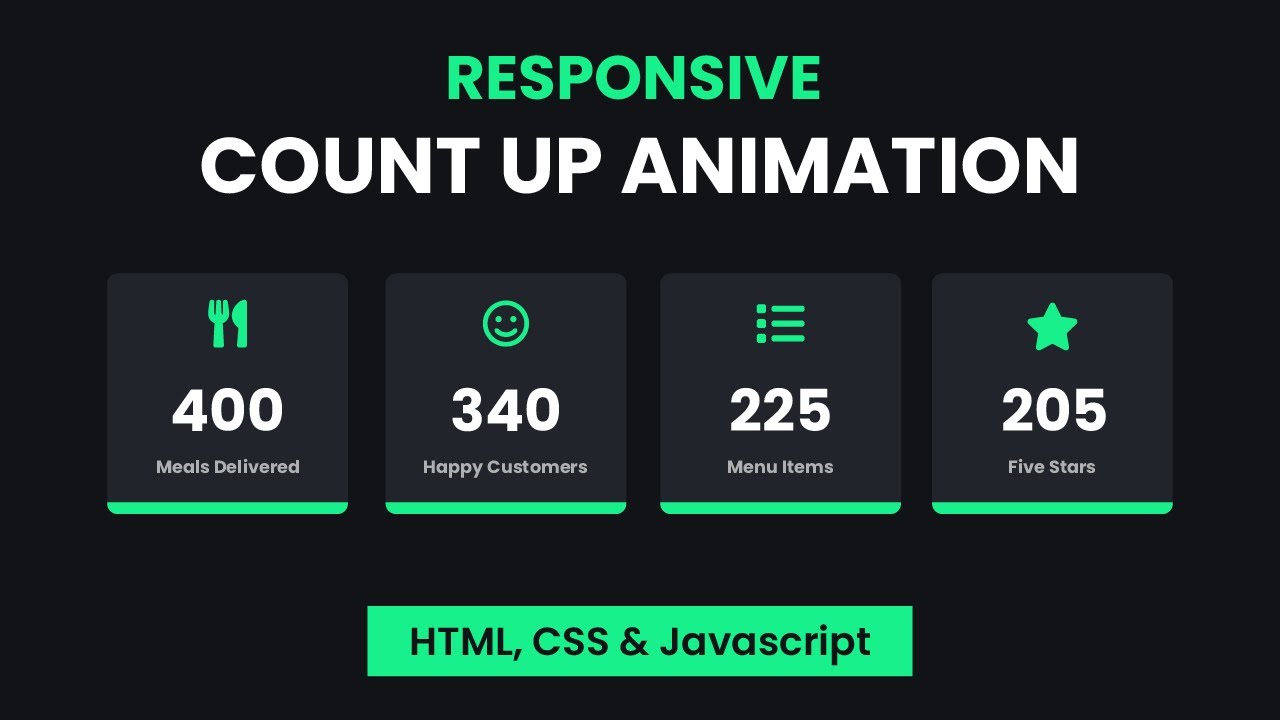 RESPONSIVE
COUNT UP ANIMATION
400
Meals Delivered
340
Happy Customers
225
Menu Items
205
Five Stars
HTML, CSS & Javascript